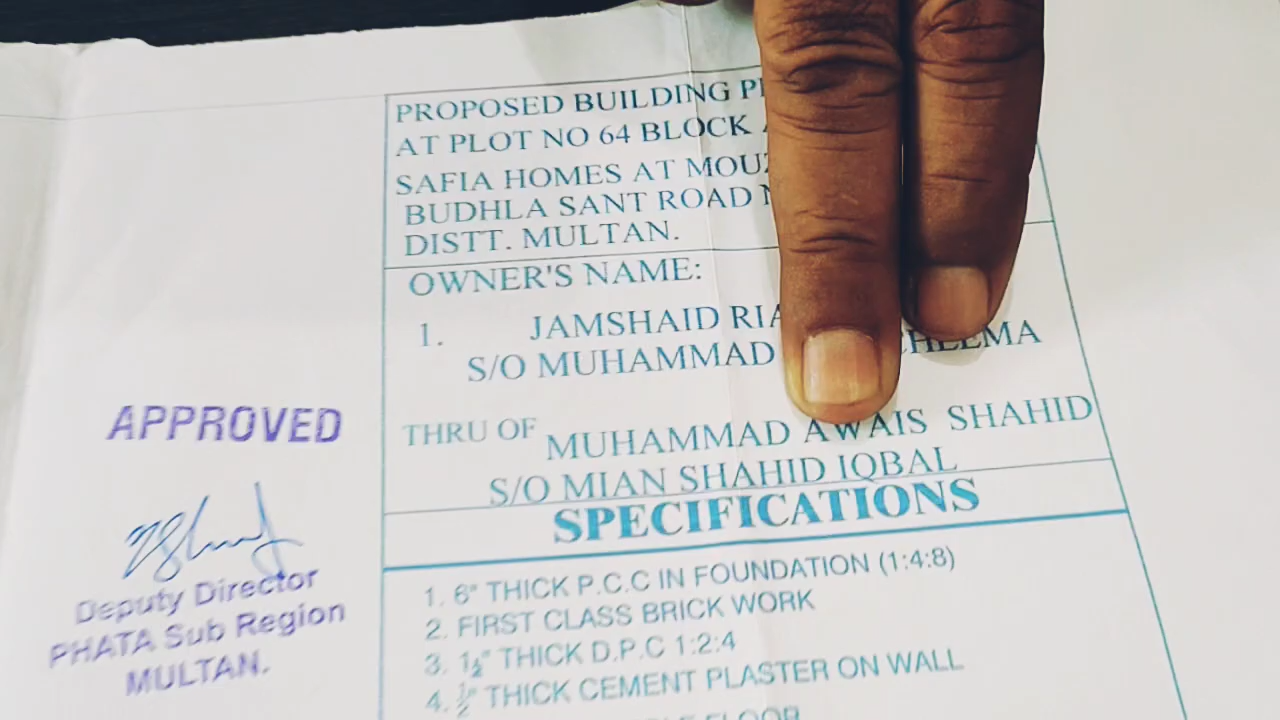 PROPOSED BUILDING
AT PLOT NO 64 BLOCK
SAFIA HOMES AT
BUDHLA SANT ROAD
DISTT. MULTAN.
OWNER'S NAME:
1. JAMSHAID
S/O MUHAMMAD CHEEMA
THRU OF MUHAMMAD AWAIS SHAHID
S/O MIAN SHAHID IQBAL
SPECIFICATIONS
1. 6" THICK P.C.C IN FOUNDATION (1:4:8)
2. FIRST CLASS BRICK WORK
3. 1½" THICK D.P.C 1:2:4
4. ½" THICK CEMENT PLASTER ON WALL
FLOOR
APPROVED
Deputy Director
PHATA Sub Region
MULTAN.